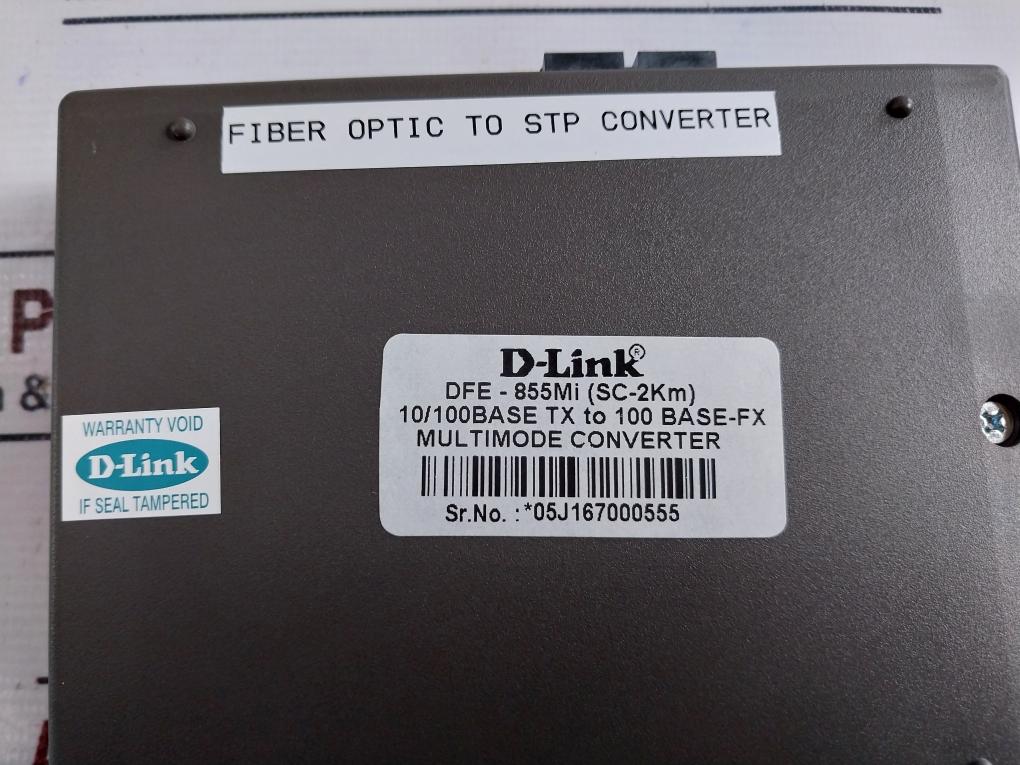 FIBER OPTIC TO STP CONVERTER
P
&
D-Link®
DFE - 855Mi (SC-2Km)
10/100BASE TX to 100 BASE-FX
MULTIMODE CONVERTER
Sr.No. :*05J167000555
WARRANTY VOID
D-Link
IF SEAL TAMPERED